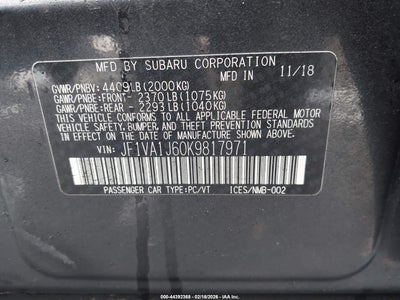 MFD BY SUBARU CORPORATION
11/18
GVWR/PNBV: 4409LB(2000KG)
GAWR/PNBE:FRONT- 2370LB(1075KG)
GAWR/PNBE:REAR - 2293LB(1040KG)
THIS VEHICLE CONFORMS TO ALL APPLICABLE FEDERAL MOTOR
VEHICLE SAFETY, BUMPER, AND THEFT PREVENTION STANDARDS
IN EFFECT ON THE DATE OF MANUFACTURE SHOWN ABOVE.
VIN: JF1VA1J60K9817971
PASSENGER CAR TYPE:PC/VT ICES/NMB-002
000-44392388 - 02/18/2026 - IAA